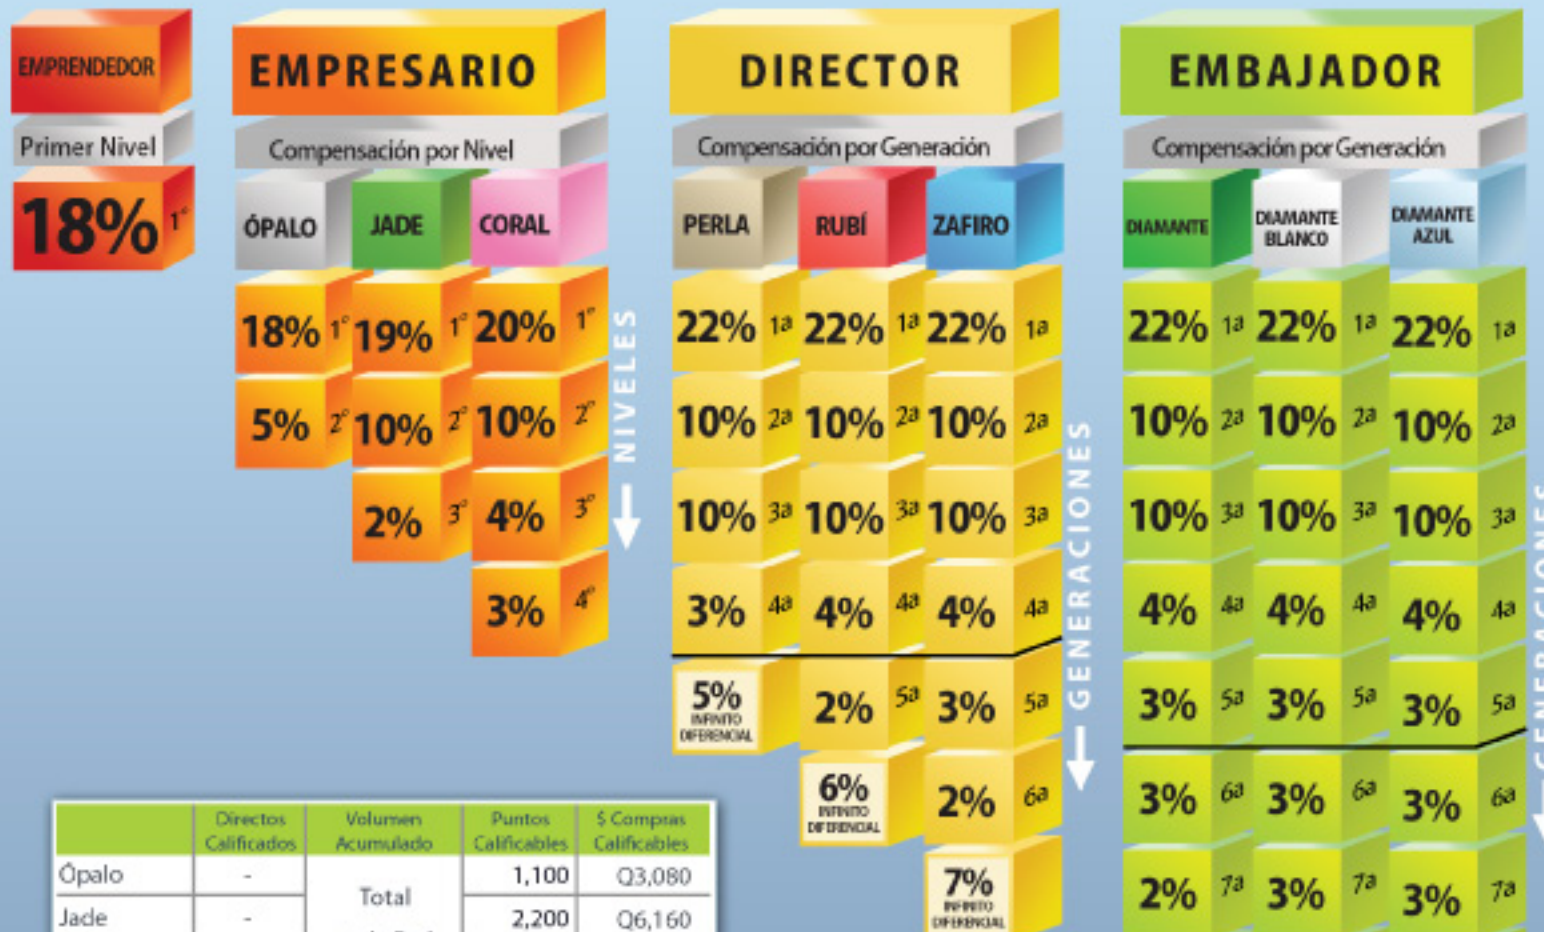 EMPRENDEDOR
EMPRESARIO
DIRECTOR
EMBAJADOR
Primer Nivel
Compensación por Nivel
Compensación por Generación
Compensación por Generación
18% 1°
ÓPALO JADE CORAL
PERLA RUBÍ ZAFIRO
DIAMANTE DIAMANTE BLANCO DIAMANTE AZUL
18% 1° 19% 1° 20% 1°
22% 1a 22% 1a 22% 1a
22% 1a 22% 1a 22% 1a
5% 2° 10% 2° 10% 2°
10% 2a 10% 2a 10% 2a
10% 2a 10% 2a 10% 2a
2% 3° 4% 3°
10% 3a 10% 3a 10% 3a
10% 3a 10% 3a 10% 3a
3% 4°
3% 4a 4% 4a 4% 4a
4% 4a 4% 4a 4% 4a
NIVELES
5% INFINITO DIFERENCIAL 2% 5a 3% 5a
3% 5a 3% 5a 3% 5a
6% INFINITO DIFERENCIAL 2% 6a
3% 6a 3% 6a 3% 6a
7% INFINITO DIFERENCIAL
2% 7a 3% 7a 3% 7a
GENERACIONES
GENERACIONES
Directos Calificados Volumen Acumulado Puntos Calificables $ Compras Calificables
Ópalo - Total 1,100 Q3,080
Jade - 2,200 Q6,160